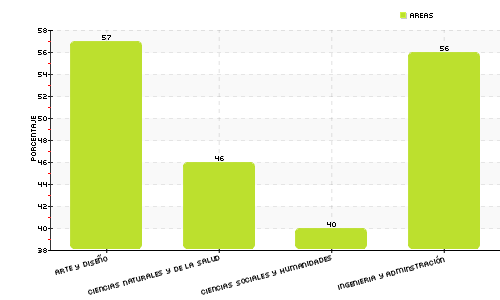 AREAS
58
56
54
52
50
48
46
44
42
40
38
PORCENTAJE
57
46
40
56
ARTE Y DISEÑO
CIENCIAS NATURALES Y DE LA SALUD
CIENCIAS SOCIALES Y HUMANIDADES
INGENIERIA Y ADMINSTRACIÓN